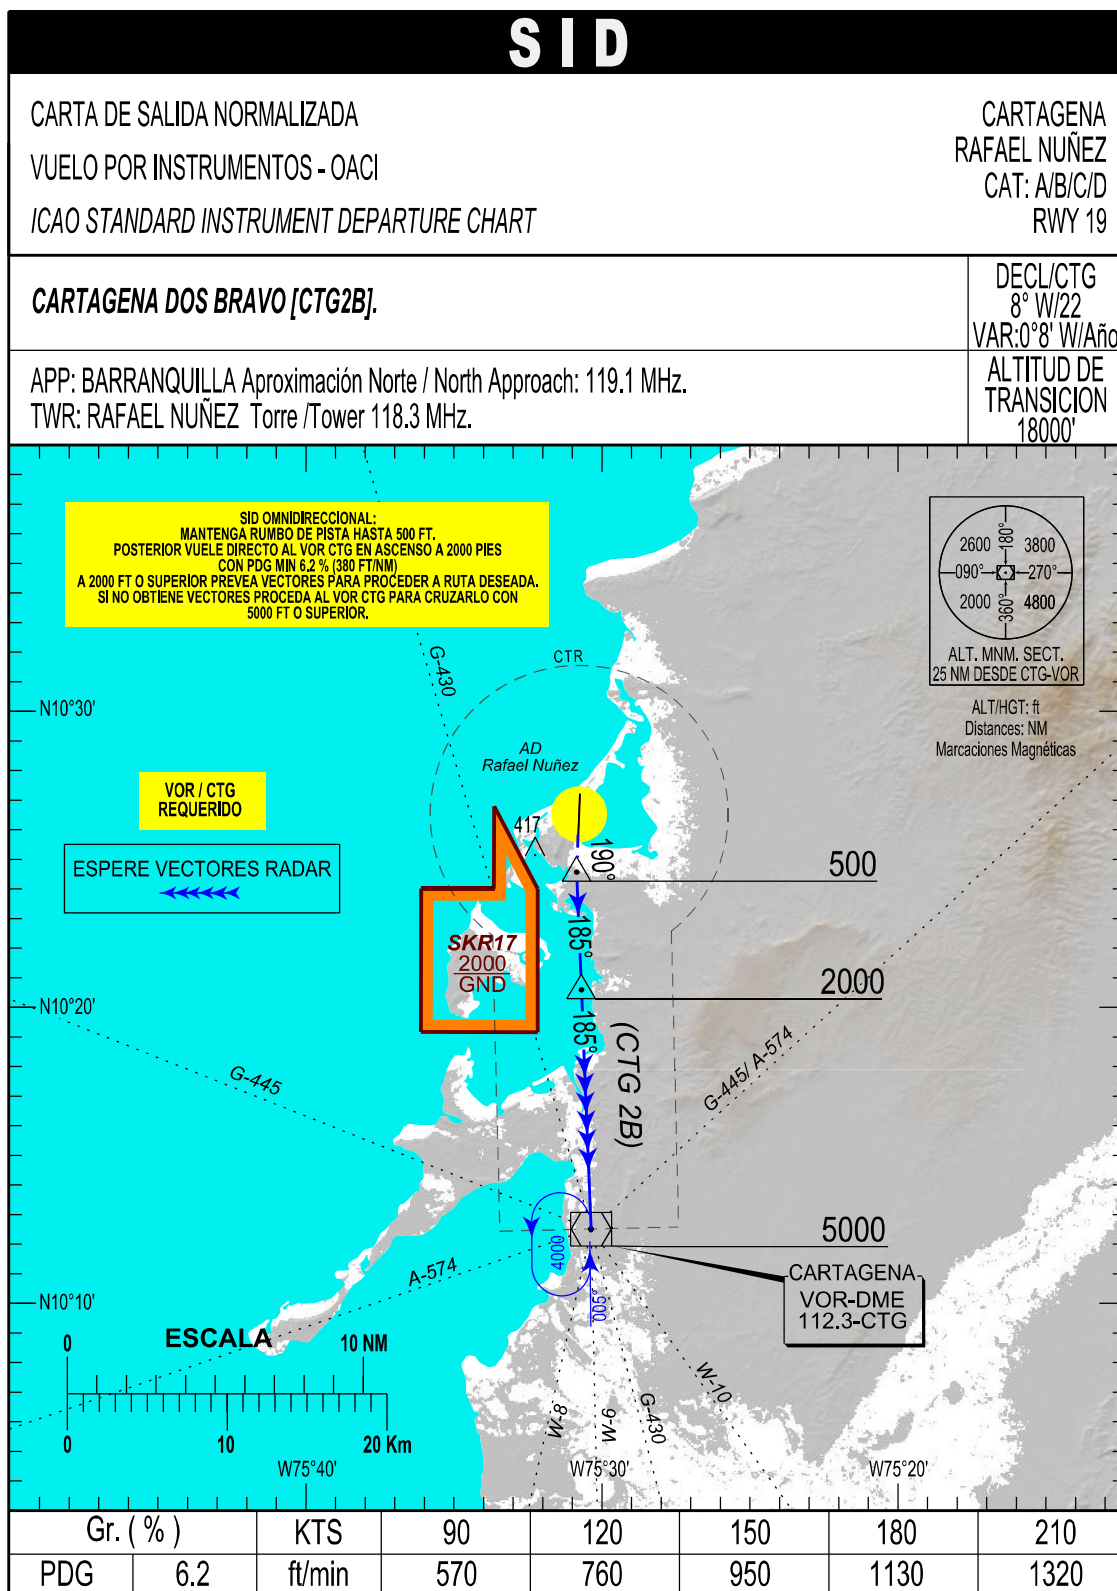 SID
CARTA DE SALIDA NORMALIZADA
VUELO POR INSTRUMENTOS - OACI
ICAO STANDARD INSTRUMENT DEPARTURE CHART
CARTAGENA
RAFAEL NUÑEZ
CAT: A/B/C/D
RWY 19
CARTAGENA DOS BRAVO [CTG2B].
DECL/CTG
8° W/22
VAR:0°8' W/Año
APP: BARRANQUILLA Aproximación Norte / North Approach: 119.1 MHz.
TWR: RAFAEL NUÑEZ Torre /Tower 118.3 MHz.
ALTITUD DE
TRANSICION
18000'
SID OMNIDIRECCIONAL:
MANTENGA RUMBO DE PISTA HASTA 500 FT.
POSTERIOR VUELE DIRECTO AL VOR CTG EN ASCENSO A 2000 PIES
CON PDG MIN 6.2 % (380 FT/NM)
A 2000 FT O SUPERIOR PREVEA VECTORES PARA PROCEDER A RUTA DESEADA.
SI NO OBTIENE VECTORES PROCEDA AL VOR CTG PARA CRUZARLO CON
5000 FT O SUPERIOR.
2600
180°
3800
090°
270°
2000
360°
4800
ALT. MNM. SECT.
25 NM DESDE CTG-VOR
ALT/HGT: ft
Distances: NM
Marcaciones Magnéticas
G-430
CTR
N10°30'
AD
Rafael Nuñez
VOR / CTG
REQUERIDO
417
190°
500
ESPERE VECTORES RADAR
185°
SKR17
2000
GND
2000
N10°20'
185°
(CTG 2B)
G-445
G-445/ A-574
4000
5000
A-574
005°
CARTAGENA
VOR-DME
112.3-CTG
N10°10'
ESCALA
0
10 NM
0
10
20 Km
W-8
W-9
G-430
W-10
W75°40'
W75°30'
W75°20'
Gr. ( % )
KTS
90
120
150
180
210
PDG
6.2
ft/min
570
760
950
1130
1320